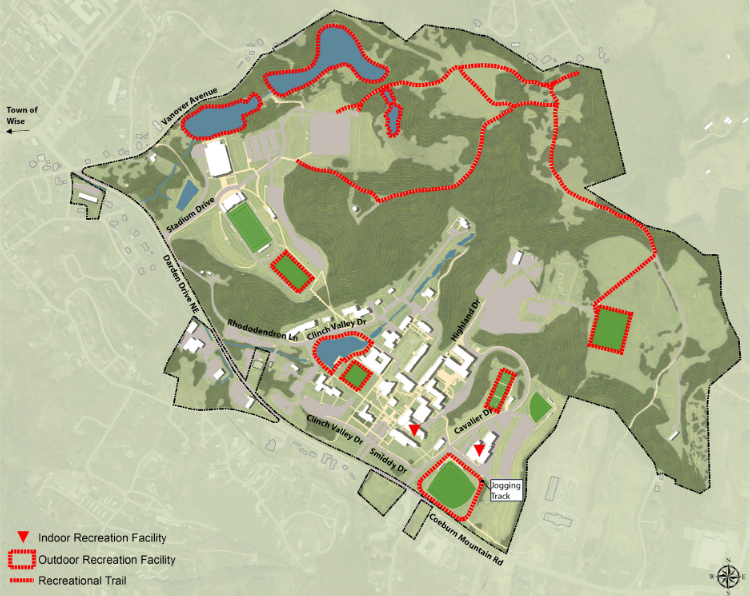 Town of
Wise
Vanover Avenue
Stadium Drive
Darden Drive NE
Rhododendron Ln
Clinch Valley Dr
Highland Dr
Clinch Valley Dr
Cavalier Dr
Smiddy Dr
Jogging
Track
Coeburn Mountain Rd
Indoor Recreation Facility
Outdoor Recreation Facility
Recreational Trail
N
W E
S